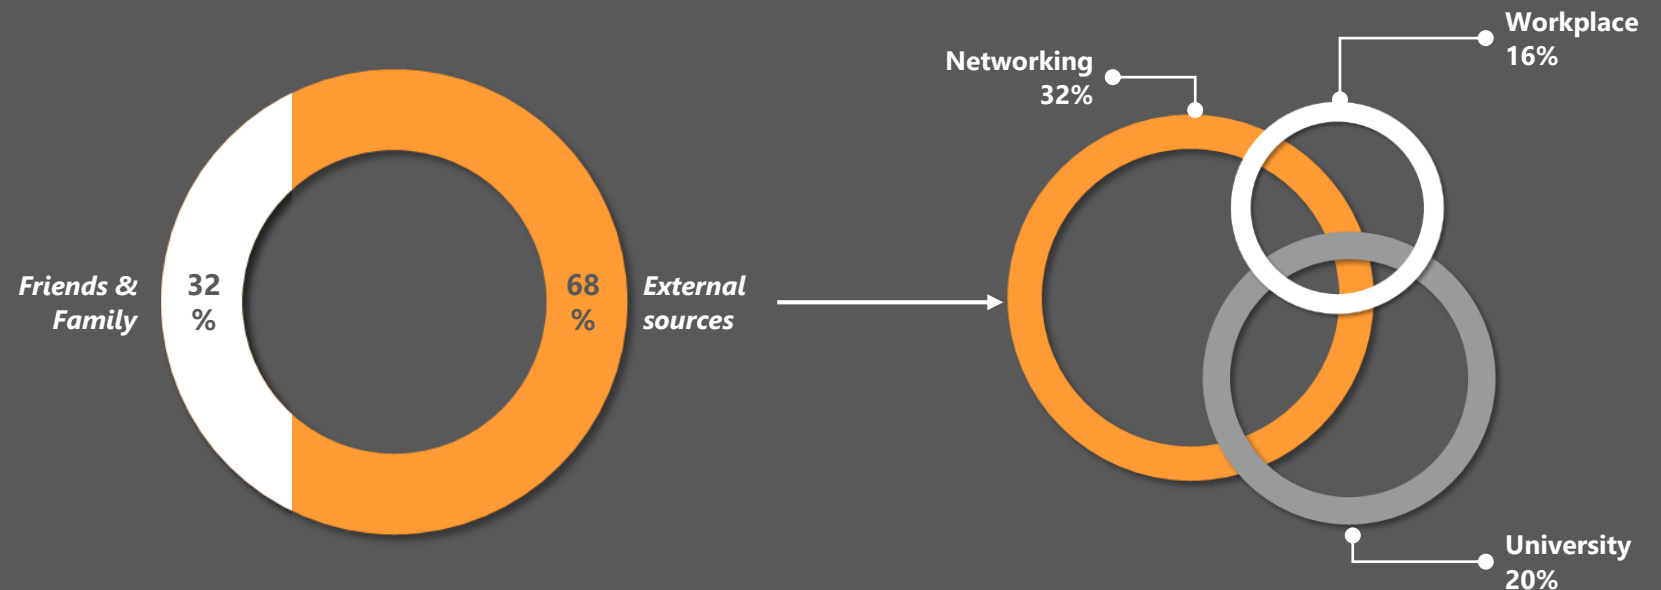 Friends &
Family
32
%
68
%
External
sources
Networking
32%
Workplace
16%
University
20%